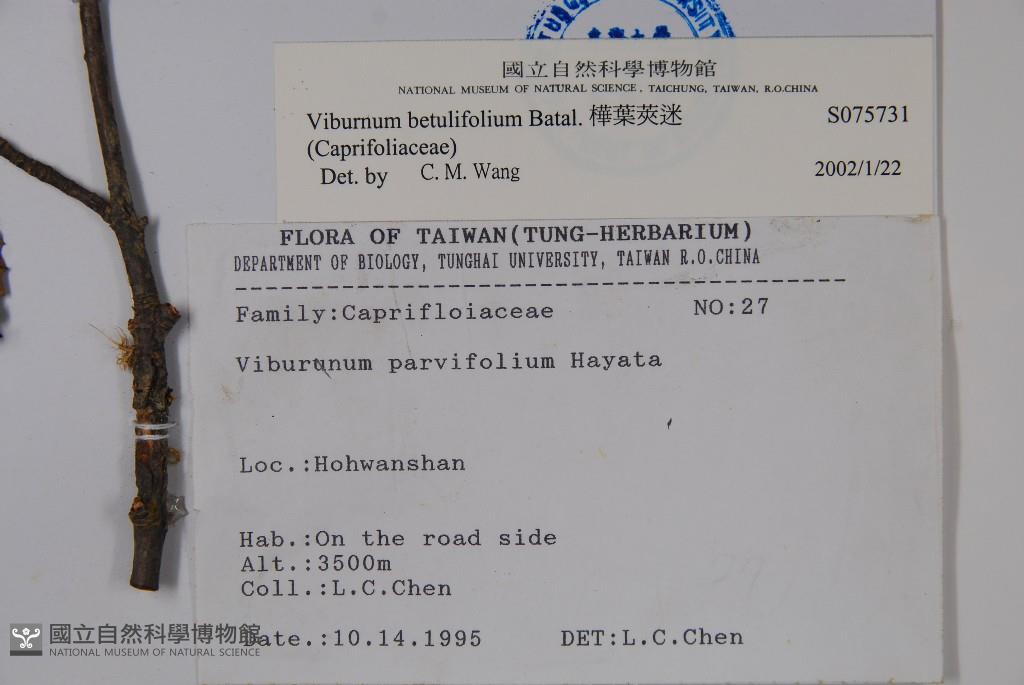 TUNG
RSITY
國立自然科學博物館
NATIONAL MUSEUM OF NATURAL SCIENCE, TAICHUNG, TAIWAN, R.O.CHINA
Viburnum betulifolium Batal. 樺葉莢迷 S075731
(Caprifoliaceae)
Det. by C. M. Wang 2002/1/22
FLORA OF TAIWAN(TUNG-HERBARIUM)
DEPARTMENT OF BIOLOGY, TUNGHAI UNIVERSITY, TAIWAN R.O.CHINA
Family:Caprifloiaceae NO:27
Viburunum parvifolium Hayata
Loc.:Hohwanshan
Hab.:On the road side
Alt.:3500m
Coll.:L.C.Chen
Date.:10.14.1995 DET:L.C.Chen
國立自然科學博物館
NATIONAL MUSEUM OF NATURAL SCIENCE